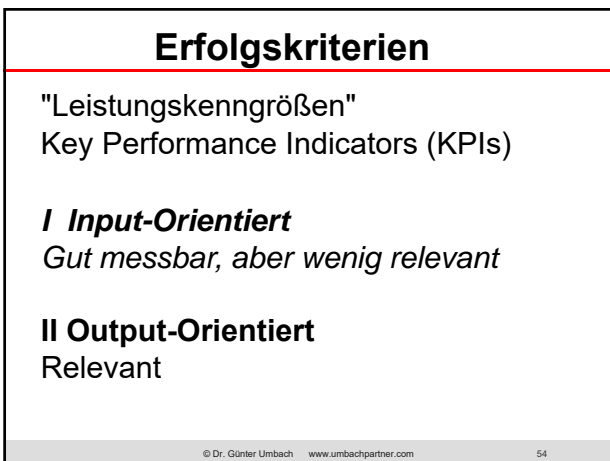 Erfolgskriterien
"Leistungskenngrößen"
Key Performance Indicators (KPIs)
I Input-Orientiert
Gut messbar, aber wenig relevant
II Output-Orientiert
Relevant
© Dr. Günter Umbach www.umbachpartner.com 54